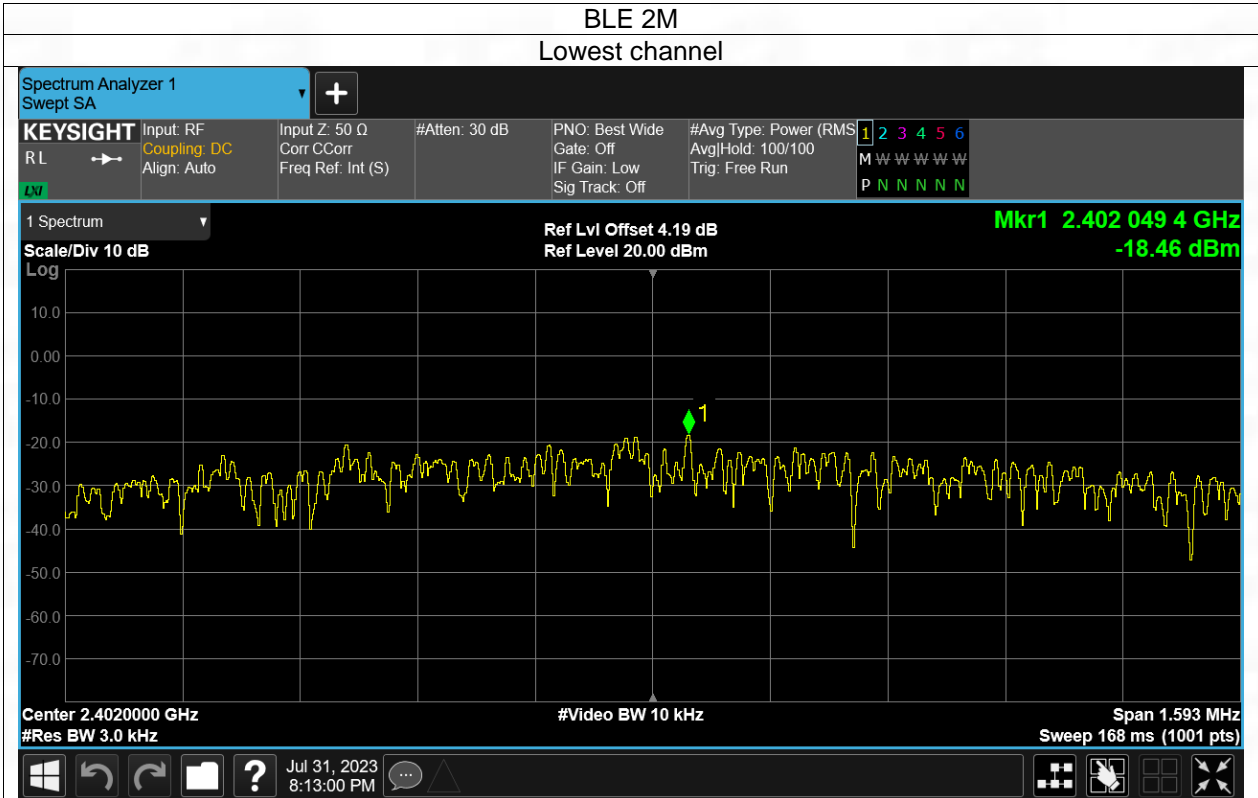 BLE 2M
Lowest channel
Spectrum Analyzer 1
Swept SA
KEYSIGHT
RL
LXI
Input: RF
Coupling: DC
Align: Auto
Input Z: 50 Ω
Corr CCorr
Freq Ref: Int (S)
#Atten: 30 dB
PNO: Best Wide
Gate: Off
IF Gain: Low
Sig Track: Off
#Avg Type: Power (RMS
Avg|Hold: 100/100
Trig: Free Run
1 2 3 4 5 6
M W W W W W
P N N N N N
1 Spectrum
Scale/Div 10 dB
Log
Ref Lvl Offset 4.19 dB
Ref Level 20.00 dBm
Mkr1 2.402 049 4 GHz
-18.46 dBm
10.0
0.00
-10.0
1
-20.0
-30.0
-40.0
-50.0
-60.0
-70.0
Center 2.4020000 GHz
#Video BW 10 kHz
Span 1.593 MHz
#Res BW 3.0 kHz
Sweep 168 ms (1001 pts)
?
Jul 31, 2023
8:13:00 PM